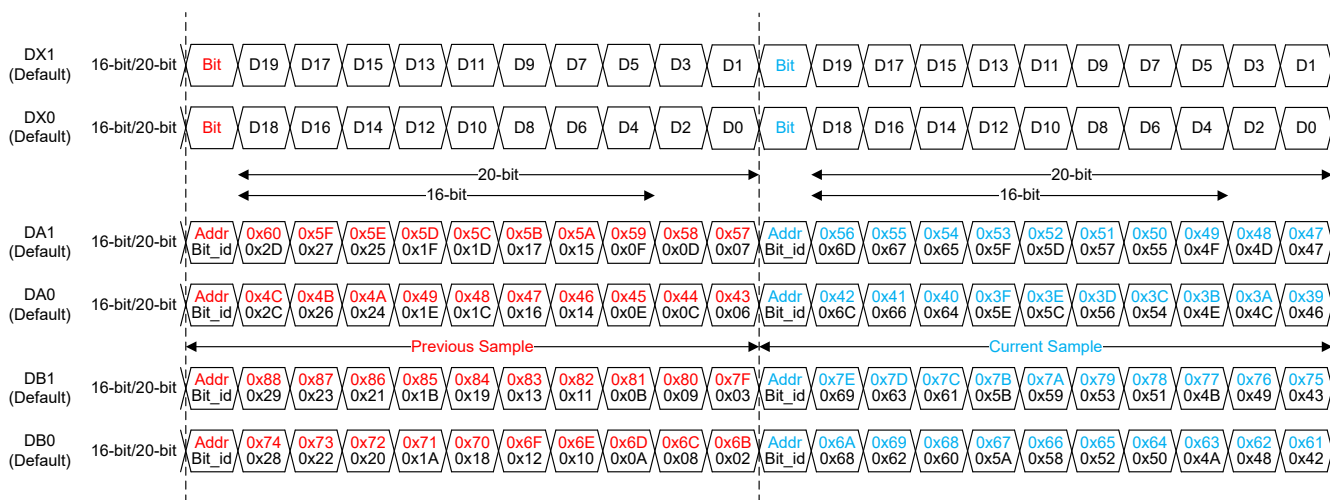 DX1
(Default)
16-bit/20-bit
Bit D19 D17 D15 D13 D11 D9 D7 D5 D3 D1 Bit D19 D17 D15 D13 D11 D9 D7 D5 D3 D1
DX0
(Default)
16-bit/20-bit
Bit D18 D16 D14 D12 D10 D8 D6 D4 D2 D0 Bit D18 D16 D14 D12 D10 D8 D6 D4 D2 D0
20-bit 20-bit
16-bit 16-bit
DA1
(Default)
16-bit/20-bit
Addr 0x60 0x5F 0x5E 0x5D 0x5C 0x5B 0x5A 0x59 0x58 0x57 Addr 0x56 0x55 0x54 0x53 0x52 0x51 0x50 0x49 0x48 0x47
Bit_id 0x2D 0x27 0x25 0x1F 0x1D 0x17 0x15 0x0F 0x0D 0x07 Bit_id 0x6D 0x67 0x65 0x5F 0x5D 0x57 0x55 0x4F 0x4D 0x47
DA0
(Default)
16-bit/20-bit
Addr 0x4C 0x4B 0x4A 0x49 0x48 0x47 0x46 0x45 0x44 0x43 Addr 0x42 0x41 0x40 0x3F 0x3E 0x3D 0x3C 0x3B 0x3A 0x39
Bit_id 0x2C 0x26 0x24 0x1E 0x1C 0x16 0x14 0x0E 0x0C 0x06 Bit_id 0x6C 0x66 0x64 0x5E 0x5C 0x56 0x54 0x4E 0x4C 0x46
Previous Sample Current Sample
DB1
(Default)
16-bit/20-bit
Addr 0x88 0x87 0x86 0x85 0x84 0x83 0x82 0x81 0x80 0x7F Addr 0x7E 0x7D 0x7C 0x7B 0x7A 0x79 0x78 0x77 0x76 0x75
Bit_id 0x29 0x23 0x21 0x1B 0x19 0x13 0x11 0x0B 0x09 0x03 Bit_id 0x69 0x63 0x61 0x5B 0x59 0x53 0x51 0x4B 0x49 0x43
DB0
(Default)
16-bit/20-bit
Addr 0x74 0x73 0x72 0x71 0x70 0x6F 0x6E 0x6D 0x6C 0x6B Addr 0x6A 0x69 0x68 0x67 0x66 0x65 0x64 0x63 0x62 0x61
Bit_id 0x28 0x22 0x20 0x1A 0x18 0x12 0x10 0x0A 0x08 0x02 Bit_id 0x68 0x62 0x60 0x5A 0x58 0x52 0x50 0x4A 0x48 0x42